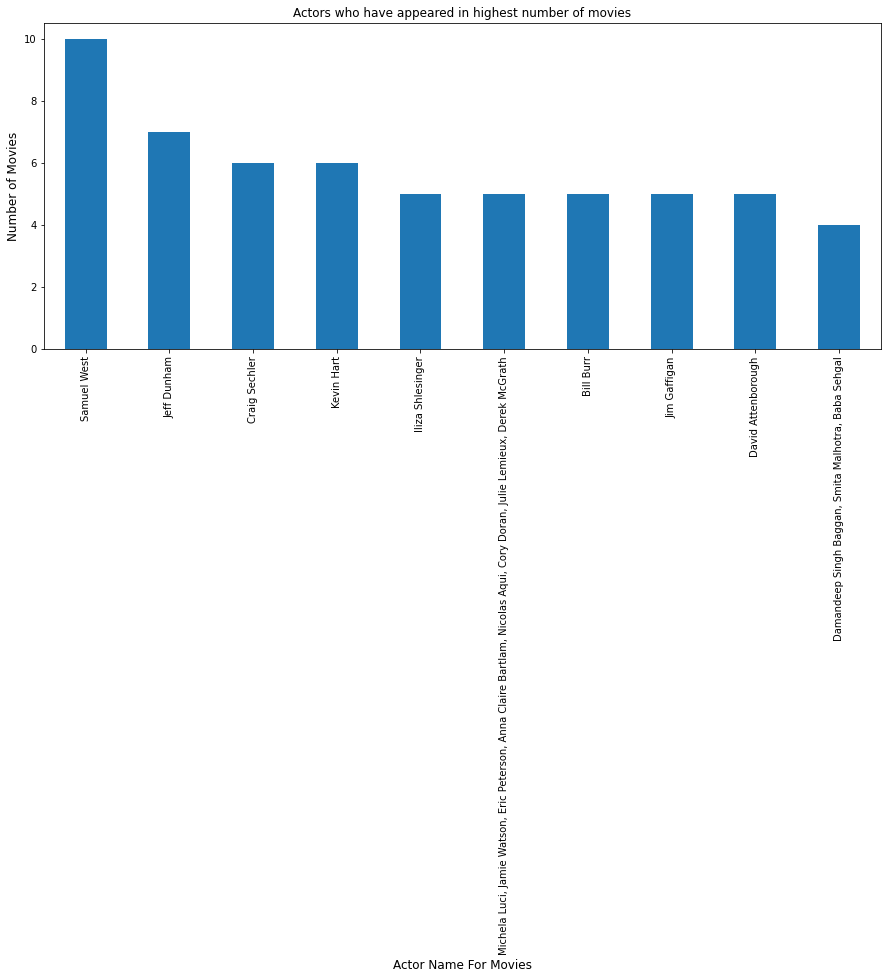 Actors who have appeared in highest number of movies
Number of Movies
10
8
6
4
2
0
Samuel West
Jeff Dunham
Craig Sechler
Kevin Hart
Iliza Shlesinger
Michela Luci, Jamie Watson, Eric Peterson, Anna Claire Bartlam, Nicolas Aqui, Cory Doran, Julie Lemieux, Derek McGrath
Bill Burr
Jim Gaffigan
David Attenborough
Damandeep Singh Baggan, Smita Malhotra, Baba Sehgal
Actor Name For Movies